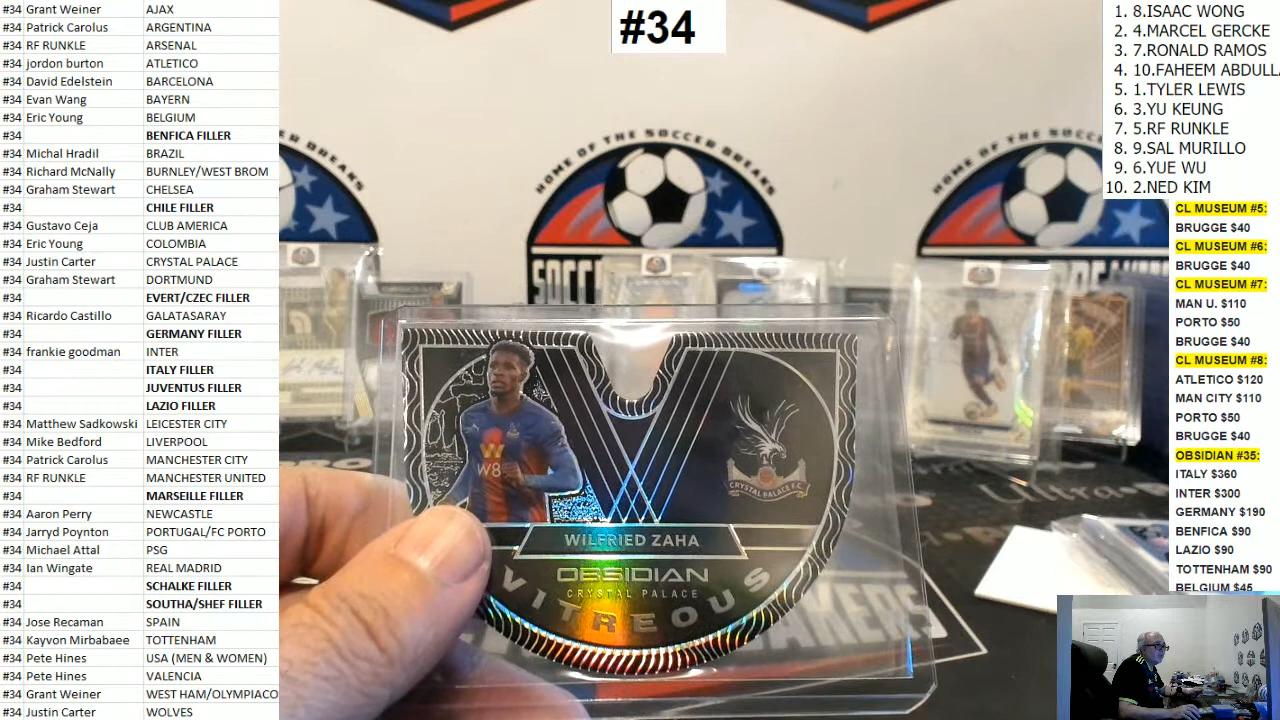 #34 Grant Weiner AJAX
#34 Patrick Carolus ARGENTINA
#34 RF RUNKLE ARSENAL
#34 jordon burton ATLETICO
#34 David Edelstein BARCELONA
#34 Evan Wang BAYERN
#34 Eric Young BELGIUM
#34 BENFICA FILLER
#34 Michal Hradil BRAZIL
#34 Richard McNally BURNLEY/WEST BROM
#34 Graham Stewart CHELSEA
#34 CHILE FILLER
#34 Gustavo Ceja CLUB AMERICA
#34 Eric Young COLOMBIA
#34 Justin Carter CRYSTAL PALACE
#34 Graham Stewart DORTMUND
#34 EVERT/CZEC FILLER
#34 Ricardo Castillo GALATASARAY
#34 GERMANY FILLER
#34 frankie goodman INTER
#34 ITALY FILLER
#34 JUVENTUS FILLER
#34 LAZIO FILLER
#34 Matthew Sadkowski LEICESTER CITY
#34 Mike Bedford LIVERPOOL
#34 Patrick Carolus MANCHESTER CITY
#34 RF RUNKLE MANCHESTER UNITED
#34 MARSEILLE FILLER
#34 Aaron Perry NEWCASTLE
#34 Jarryd Poynton PORTUGAL/FC PORTO
#34 Michael Attal PSG
#34 Ian Wingate REAL MADRID
#34 SCHALKE FILLER
#34 SOUTHA/SHEF FILLER
#34 Jose Recaman SPAIN
#34 Kayvon Mirbabaee TOTTENHAM
#34 Pete Hines USA (MEN & WOMEN)
#34 Pete Hines VALENCIA
#34 Grant Weiner WEST HAM/OLYMPIACO
#34 Justin Carter WOLVES
#34
HOME OF THE SOCCER BREAKS
SOCCE
W88
CRYSTAL PALACE F.C.
WILFRIED ZAHA
OBSIDIAN
CRYSTAL PALACE
VITREOUS
1. 8.ISAAC WONG
2. 4.MARCEL GERCKE
3. 7.RONALD RAMOS
4. 10.FAHEEM ABDULL
5. 1.TYLER LEWIS
6. 3.YU KEUNG
7. 5.RF RUNKLE
8. 9.SAL MURILLO
9. 6.YUE WU
10. 2.NED KIM
CL MUSEUM #5:
BRUGGE $40
CL MUSEUM #6:
BRUGGE $40
CL MUSEUM #7:
MAN U. $110
PORTO $50
BRUGGE $40
CL MUSEUM #8:
ATLETICO $120
MAN CITY $110
PORTO $50
BRUGGE $40
OBSIDIAN #35:
ITALY $360
INTER $300
GERMANY $190
BENFICA $90
LAZIO $90
TOTTENHAM $90
BELGIUM $45